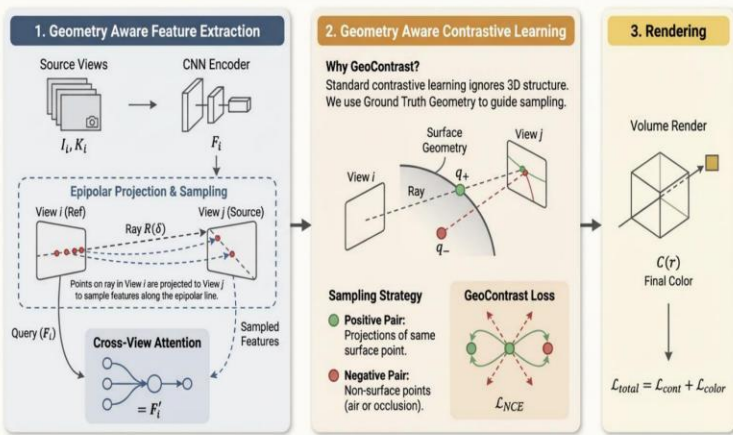 1. Geometry Aware Feature Extraction
Source Views
CNN Encoder
I_i, K_i
F_i
Epipolar Projection & Sampling
View i (Ref)
View j (Source)
Ray R(δ)
Points on ray in View i are projected to View j
to sample features along the epipolar line.
Query (F_i)
Sampled
Features
Cross-View Attention
= F_i'
2. Geometry Aware Contrastive Learning
Why GeoContrast?
Standard contrastive learning ignores 3D structure.
We use Ground Truth Geometry to guide sampling.
Surface
Geometry
View j
View i
q_+
Ray
q_-
Sampling Strategy
Positive Pair:
Projections of same
surface point.
Negative Pair:
Non-surface points
(air or occlusion).
GeoContrast Loss
ℒ_NCE
3. Rendering
Volume Render
C(r)
Final Color
ℒ_total = ℒ_cont + ℒ_color